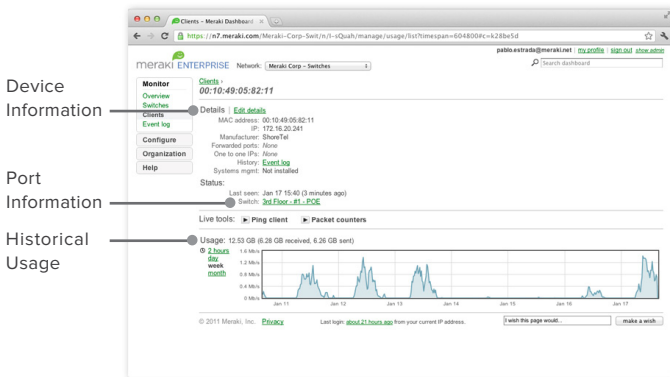 Clients - Meraki Dashboard
https://n7.meraki.com/Meraki-Corp-Swit/n/l-sQuah/manage/usage/list?timespan=604800#c=k28be5d
pablo.estrada@meraki.net | my profile | sign out show admin
meraki ENTERPRISE Network: Meraki Corp – Switches
Search dashboard
Monitor
Overview
Switches
Clients
Event log
Configure
Organization
Help
Clients ›
00:10:49:05:82:11
Device
Information
Details | Edit details
MAC address: 00:10:49:05:82:11
IP: 172.16.20.241
Manufacturer: ShoreTel
Forwarded ports: None
One to one IPs: None
History: Event log
Systems mgmt: Not installed
Port
Information
Status:
Last seen: Jan 17 15:40 (3 minutes ago)
Switch: 3rd Floor - #1 - POE
Live tools: Ping client Packet counters
Historical
Usage
Usage: 12.53 GB (6.28 GB received, 6.26 GB sent)
2 hours
day
week
month
1.6 Mb/s
1.2 Mb/s
0.8 Mb/s
0.4 Mb/s
0 Mb/s
Jan 11 Jan 12 Jan 13 Jan 14 Jan 15 Jan 16 Jan 17
© 2011 Meraki, Inc. Privacy Last login: about 21 hours ago from your current IP address.
I wish this page would... make a wish